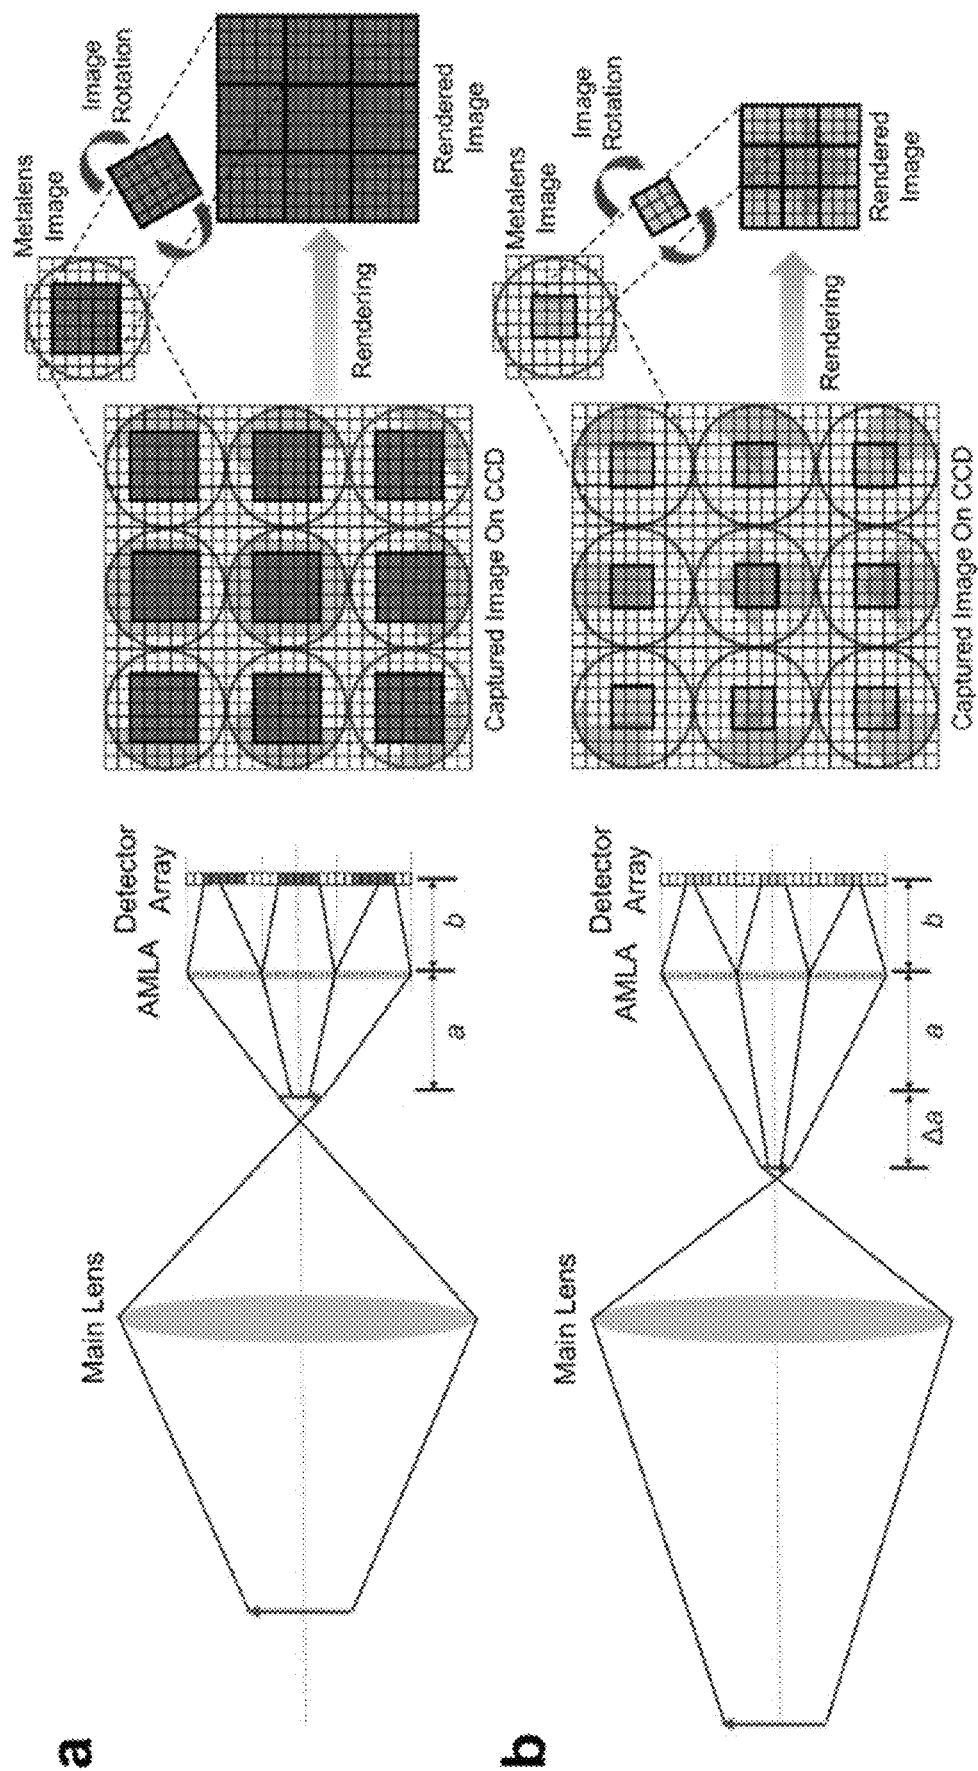 a
Main Lens
AMLA
Detector
Array
a
b
Captured Image On CCD
Metalens
Image
Image
Rotation
Rendering
Rendered
Image
b
Main Lens
AMLA
Detector
Array
Δa
a
b
Captured Image On CCD
Metalens
Image
Image
Rotation
Rendering
Rendered
Image